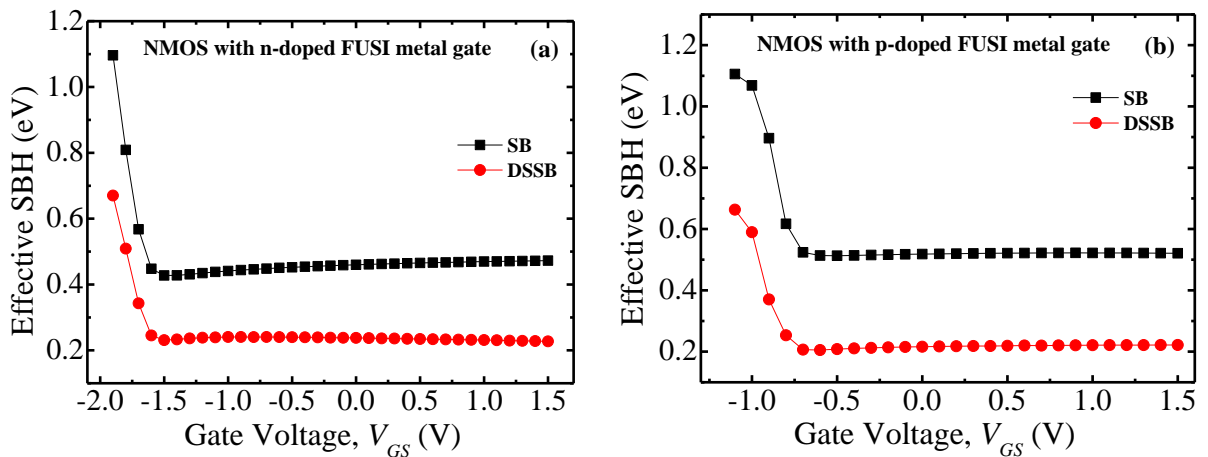 NMOS with n-doped FUSI metal gate (a)
SB
DSSB
Effective SBH (eV)
1.2
1.0
0.8
0.6
0.4
0.2
-2.0 -1.5 -1.0 -0.5 0.0 0.5 1.0 1.5
Gate Voltage, V_GS (V)
NMOS with p-doped FUSI metal gate (b)
SB
DSSB
Effective SBH (eV)
1.2
1.0
0.8
0.6
0.4
0.2
-1.0 -0.5 0.0 0.5 1.0 1.5
Gate Voltage, V_GS (V)